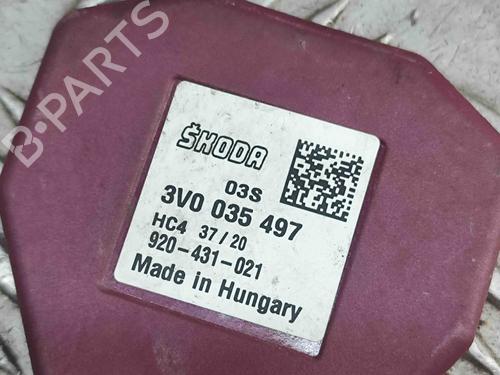 B-PARTS
ŠKODA
03S
3V0 035 497
HC4 37/20
920-431-021
Made in Hungary